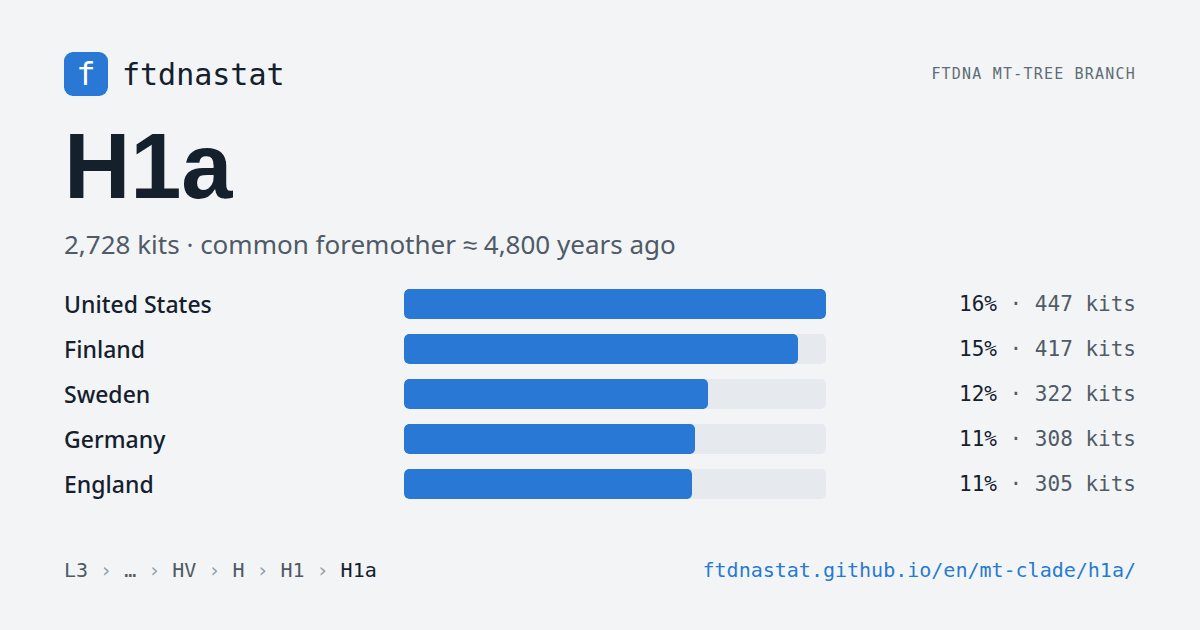 f ftdnastat
FTDNA MT-TREE BRANCH
H1a
2,728 kits · common foremother ≈ 4,800 years ago
United States 16% · 447 kits
Finland 15% · 417 kits
Sweden 12% · 322 kits
Germany 11% · 308 kits
England 11% · 305 kits
L3 › … › HV › H › H1 › H1a
ftdnastat.github.io/en/mt-clade/h1a/